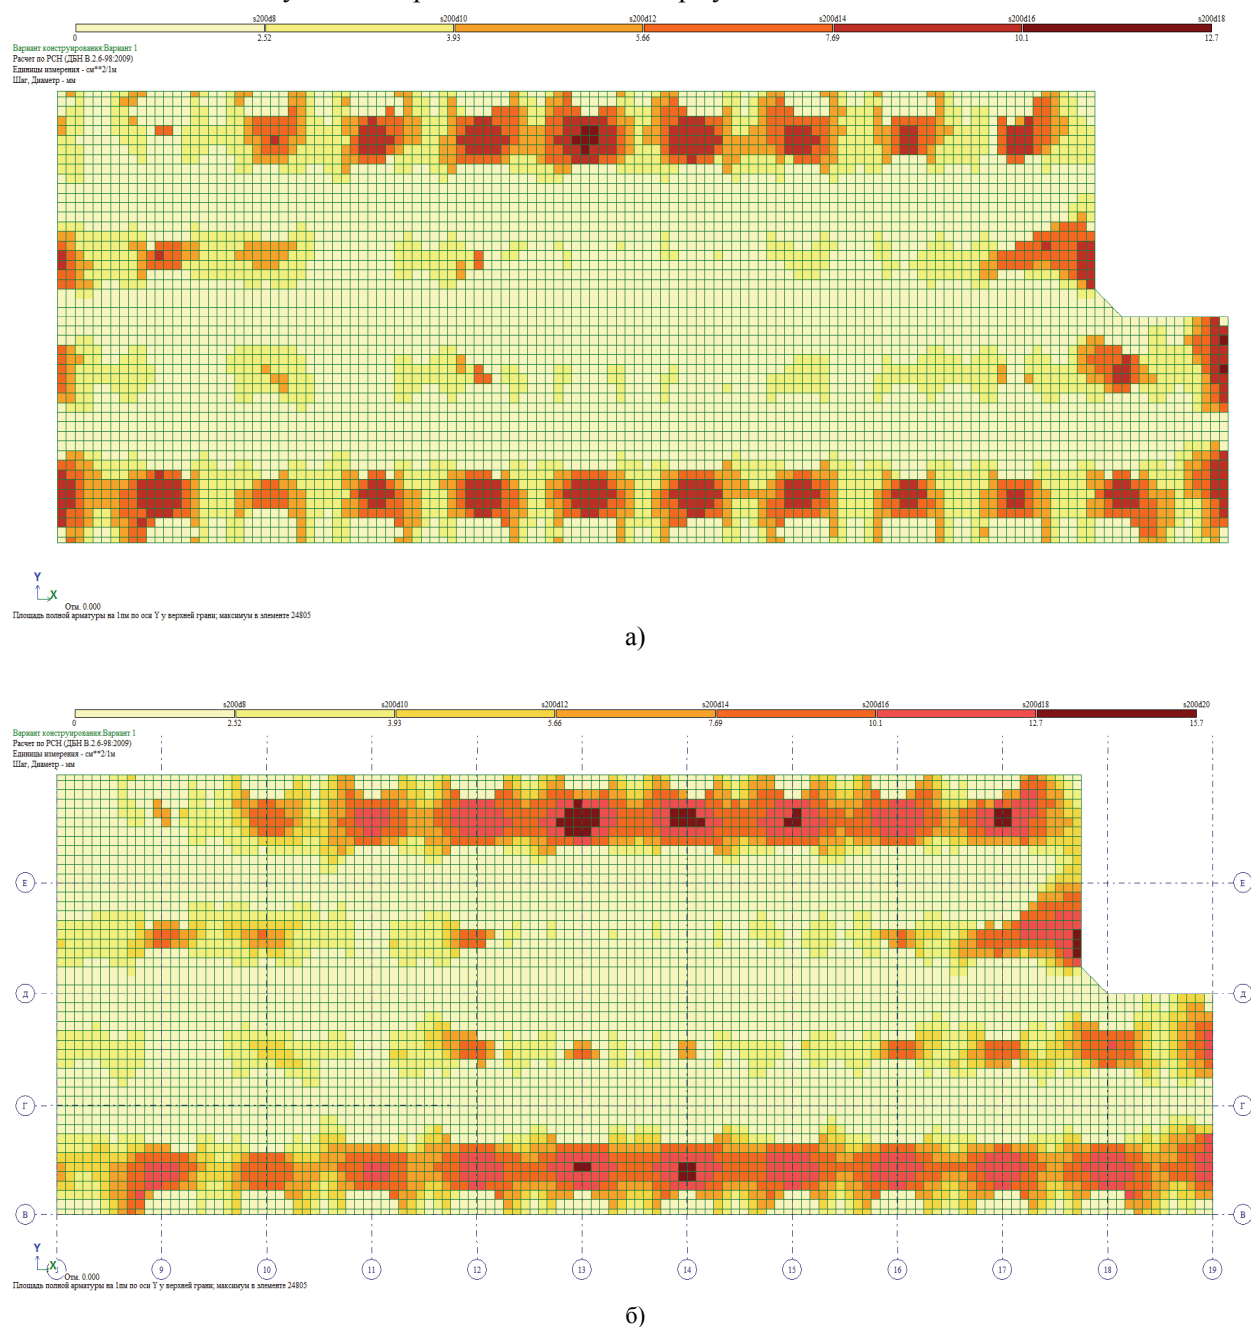 s200d8 s200d10 s200d12 s200d14 s200d16 s200d18
0 2.52 3.93 5.66 7.69 10.1 12.7
Вариант конструирования:Вариант 1
Расчет по РСН (ДБН В.2.6-98:2009)
Единицы измерения - см**2/1м
Шаг, Диаметр - мм
Y
X
Отм. 0.000
Площадь полной арматуры на 1пм по оси Y у верхней грани; максимум в элементе 24805
а)
s200d8 s200d10 s200d12 s200d14 s200d16 s200d18 s200d20
0 2.52 3.93 5.66 7.69 10.1 12.7 15.7
Вариант конструирования:Вариант 1
Расчет по РСН (ДБН В.2.6-98:2009)
Единицы измерения - см**2/1м
Шаг, Диаметр - мм
Е Е
Д Д
Г Г
В В
Y
X 9 10 11 12 13 14 15 16 17 18 19
Отм. 0.000
Площадь полной арматуры на 1пм по оси Y у верхней грани; максимум в элементе 24805
б)